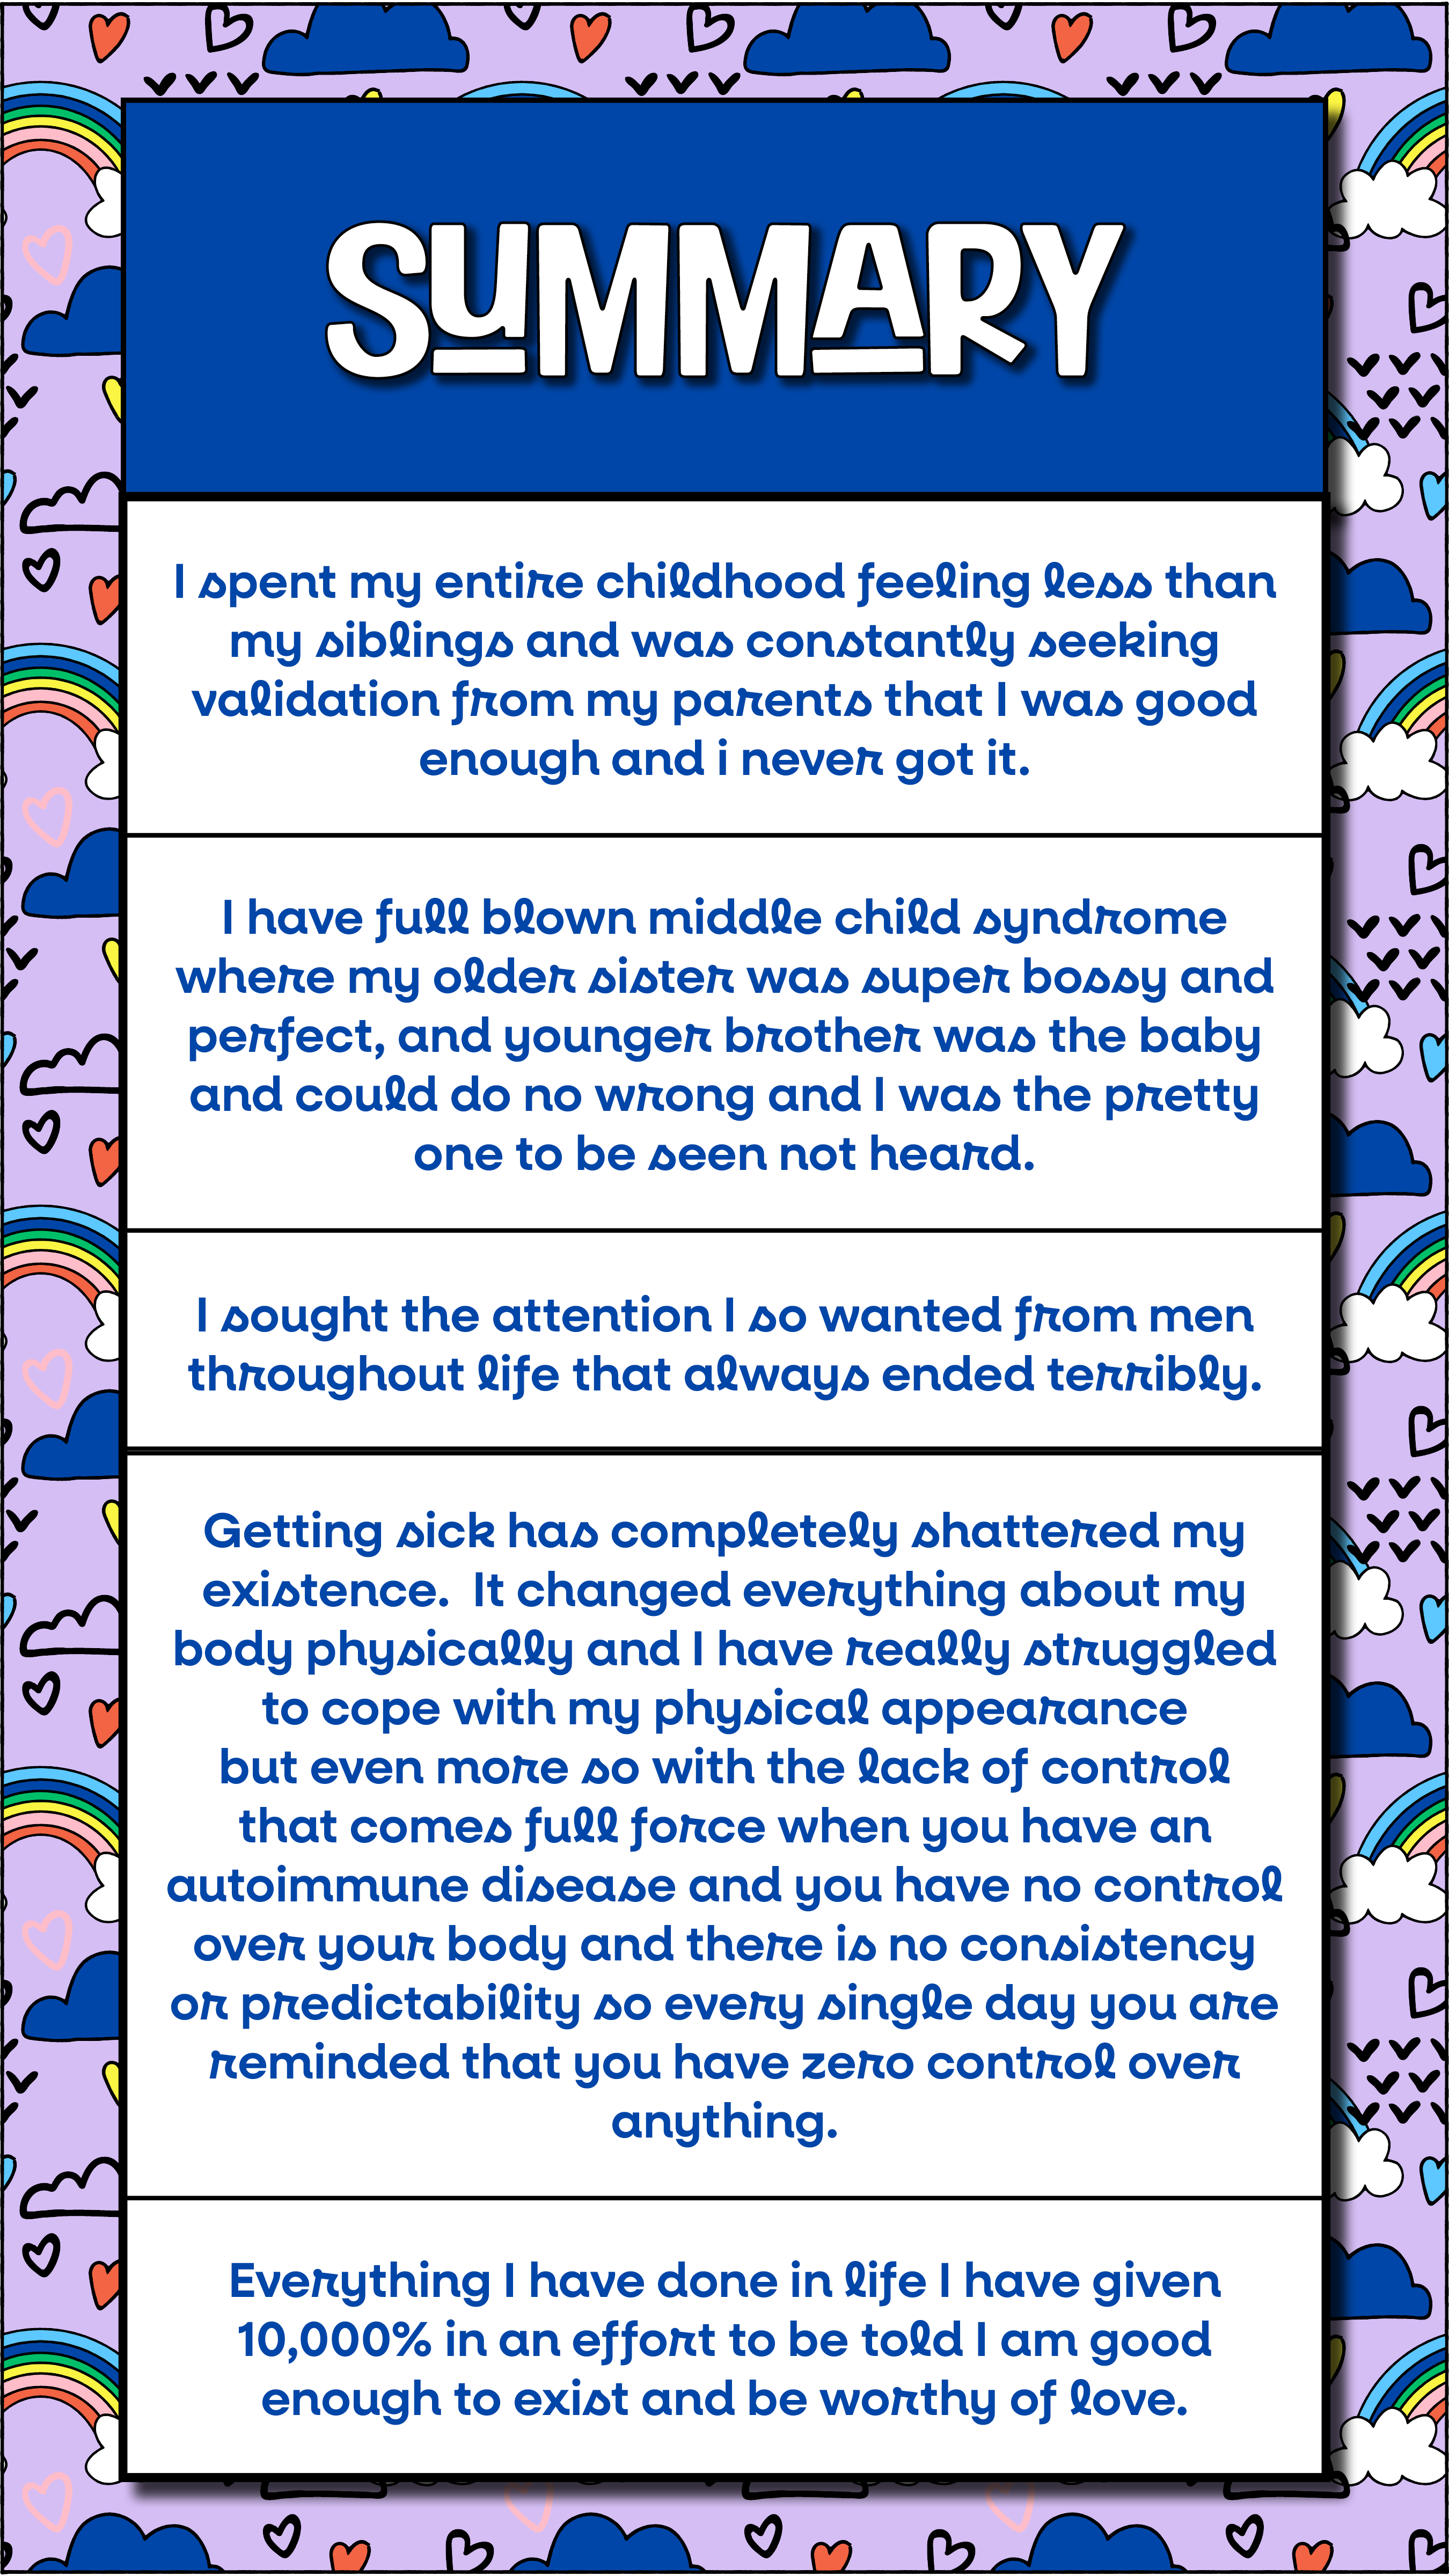 SUMMARY
I spent my entire childhood feeling less than
my siblings and was constantly seeking
validation from my parents that I was good
enough and i never got it.
I have full blown middle child syndrome
where my older sister was super bossy and
perfect, and younger brother was the baby
and could do no wrong and I was the pretty
one to be seen not heard.
I sought the attention I so wanted from men
throughout life that always ended terribly.
Getting sick has completely shattered my
existence.  It changed everything about my
body physically and I have really struggled
to cope with my physical appearance
but even more so with the lack of control
that comes full force when you have an
autoimmune disease and you have no control
over your body and there is no consistency
or predictability so every single day you are
reminded that you have zero control over
anything.
Everything I have done in life I have given
10,000% in an effort to be told I am good
enough to exist and be worthy of love.